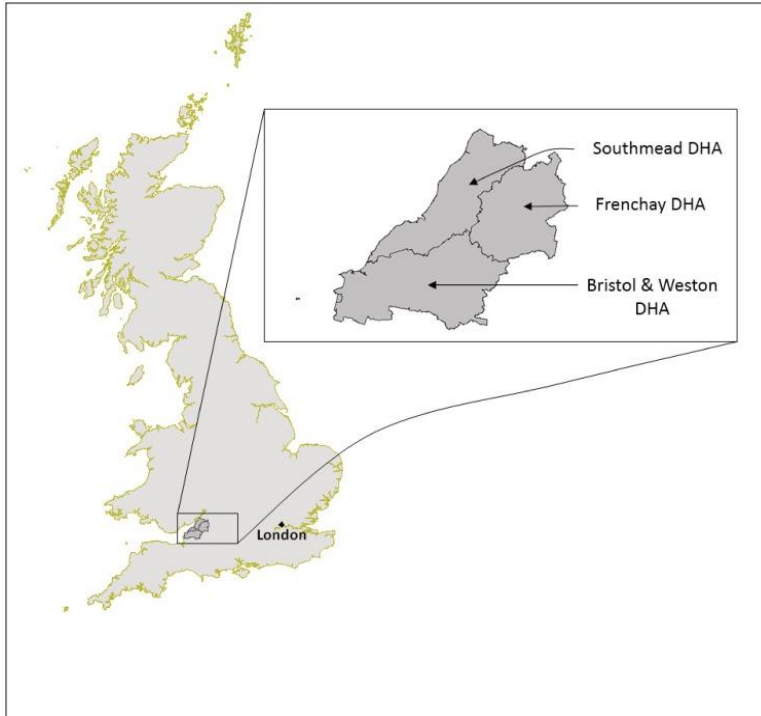 Southmead DHA
Frenchay DHA
Bristol & Weston
DHA
London